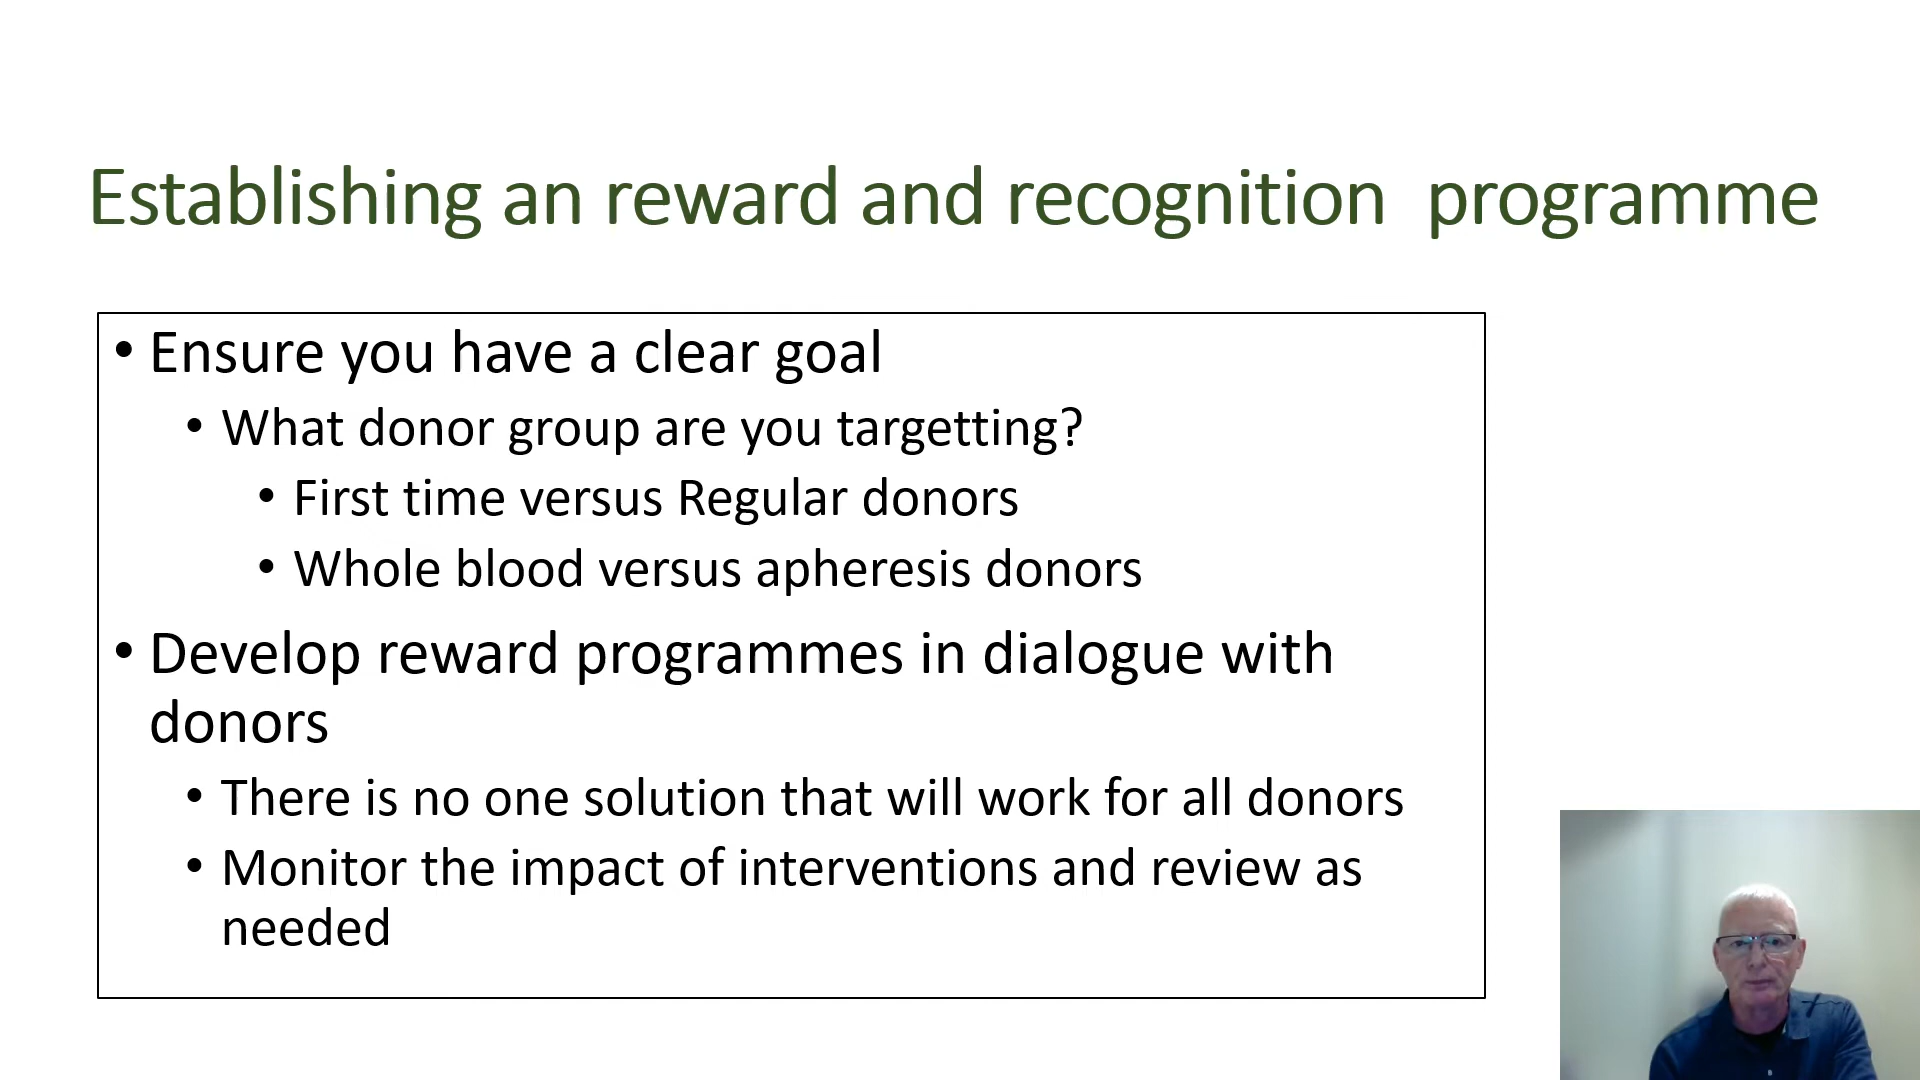 Establishing an reward and recognition  programme
• Ensure you have a clear goal
• What donor group are you targetting?
• First time versus Regular donors
• Whole blood versus apheresis donors
• Develop reward programmes in dialogue with
donors
• There is no one solution that will work for all donors
• Monitor the impact of interventions and review as
needed